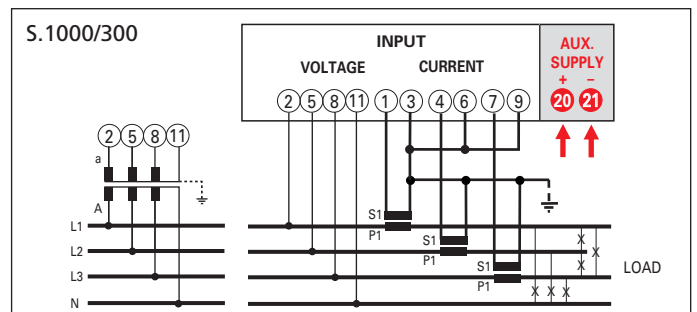 S.1000/300
INPUT
AUX.
SUPPLY
VOLTAGE CURRENT
+ −
2 5 8 11 1 3 4 6 7 9 20 21
2 5 8 11
a
A
S1
L1
P1
S1
L2
P1
S1
L3
P1
LOAD
N
X
X
X
X
X X X